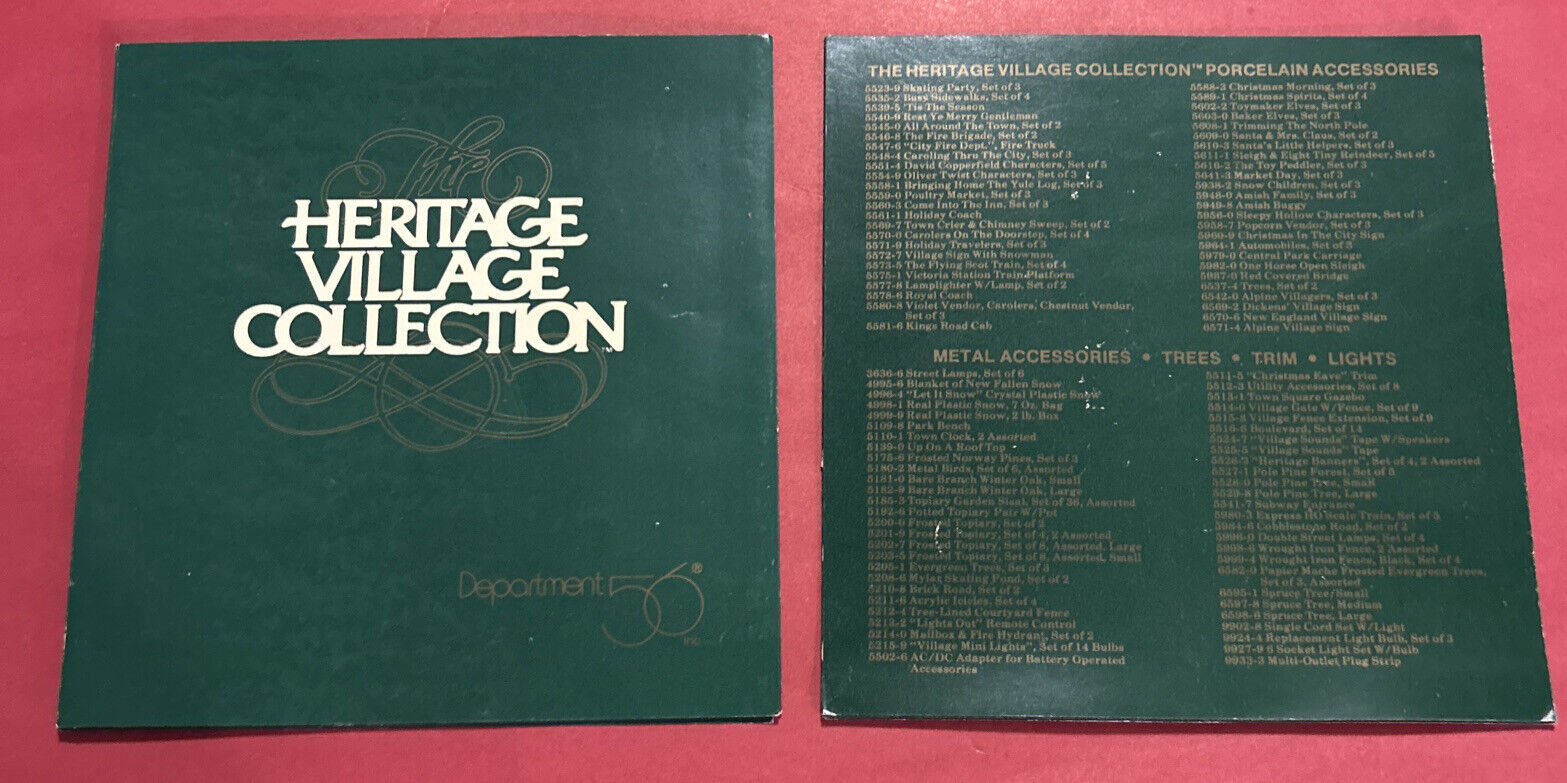 The
HERITAGE
VILLAGE
COLLECTION™
Department 56®
inc.
THE HERITAGE VILLAGE COLLECTION™ PORCELAIN ACCESSORIES
5523-9 Skating Party, Set of 3
5535-2 Busy Sidewalks, Set of 4
5539-5 'Tis The Season
5540-9 Rest Ye Merry Gentleman
5545-0 All Around The Town, Set of 2
5546-8 The Fire Brigade, Set of 2
5547-6 "City Fire Dept.", Fire Truck
5548-4 Caroling Thru The City, Set of 3
5551-4 David Copperfield Characters, Set of 5
5554-9 Oliver Twist Characters, Set of 3
5558-1 Bringing Home The Yule Log, Set of 3
5559-0 Poultry Market, Set of 3
5560-3 Come Into The Inn, Set of 3
5561-1 Holiday Coach
5569-7 Town Crier & Chimney Sweep, Set of 2
5570-0 Carolers On The Doorstep, Set of 4
5571-9 Holiday Travelers, Set of 3
5572-7 Village Sign With Snowman
5573-5 The Flying Scot Train, Set of 4
5575-1 Victoria Station Train Platform
5577-8 Lamplighter W/Lamp, Set of 2
5578-6 Royal Coach
5580-8 Violet Vendor, Carolers, Chestnut Vendor,
Set of 3
5581-6 Kings Road Cab
5588-3 Christmas Morning, Set of 3
5589-1 Christmas Spirits, Set of 4
5602-2 Toymaker Elves, Set of 3
5603-0 Baker Elves, Set of 3
5608-1 Trimming The North Pole
5609-0 Santa & Mrs. Claus, Set of 2
5610-3 Santa's Little Helpers, Set of 3
5611-1 Sleigh & Eight Tiny Reindeer, Set of 5
5616-2 The Toy Peddler, Set of 3
5641-3 Market Day, Set of 3
5938-2 Snow Children, Set of 3
5948-0 Amish Family, Set of 3
5949-8 Amish Buggy
5956-0 Sleepy Hollow Characters, Set of 3
5958-7 Popcorn Vendor, Set of 3
5960-9 Christmas In The City Sign
5964-1 Automobiles, Set of 3
5979-0 Central Park Carriage
5982-0 One Horse Open Sleigh
5987-0 Red Covered Bridge
6537-4 Trees, Set of 2
6542-0 Alpine Villagers, Set of 3
6569-2 Dickens' Village Sign
6570-6 New England Village Sign
6571-4 Alpine Village Sign
METAL ACCESSORIES • TREES • TRIM • LIGHTS
3636-6 Street Lamps, Set of 6
4995-6 Blanket of New Fallen Snow
4996-4 "Let It Snow" Crystal Plastic Snow
4998-1 Real Plastic Snow, 7 Oz. Bag
4999-9 Real Plastic Snow, 2 lb. Box
5109-8 Park Bench
5110-1 Town Clock, 2 Assorted
5139-0 Up On A Roof Top
5175-6 Frosted Norway Pines, Set of 3
5180-2 Metal Birds, Set of 6, Assorted
5181-0 Bare Branch Winter Oak, Small
5182-9 Bare Branch Winter Oak, Large
5185-3 Topiary Garden Sisal, Set of 36, Assorted
5192-6 Potted Topiary Pair W/Ppt
5200-0 Frosted Topiary, Set of 2
5201-9 Frosted Topiary, Set of 4, 2 Assorted
5202-7 Frosted Topiary, Set of 8, Assorted, Large
5203-5 Frosted Topiary, Set of 8, Assorted, Small
5205-1 Evergreen Trees, Set of 3
5208-6 Mylar Skating Pond, Set of 2
5210-8 Brick Road, Set of 2
5211-6 Acrylic Icicles, Set of 4
5212-4 Tree-Lined Courtyard Fence
5213-2 "Lights Out" Remote Control
5214-0 Mailbox & Fire Hydrant, Set of 2
5215-9 "Village Mini Lights", Set of 14 Bulbs
5502-6 AC/DC Adapter for Battery Operated
Accessories
5511-5 "Christmas Eave" Trim
5512-3 Utility Accessories, Set of 8
5513-1 Town Square Gazebo
5514-0 Village Gate W/Fence, Set of 9
5515-8 Village Fence Extension, Set of 9
5516-6 Boulevard, Set of 14
5524-7 "Village Sounds" Tape W/Speakers
5525-5 "Village Sounds" Tape
5526-3 "Heritage Banners", Set of 4, 2 Assorted
5527-1 Pole Pine Forest, Set of 5
5528-0 Pole Pine Tree, Small
5529-8 Pole Pine Tree, Large
5541-7 Subway Entrance
5980-3 Express HO Scale Train, Set of
5984-6 Cobblestone Road, Set of 2
5996-0 Double Street Lamps, Set of 4
5998-6 Wrought Iron Fence, 2 Assorted
5999-4 Wrought Iron Fence, Black, Set of 4
6582-0 Papier Mache Frosted Evergreen Trees,
Set of 3, Assorted
6595-1 Spruce Tree/Small
6597-8 Spruce Tree, Medium
6598-6 Spruce Tree, Large
9902-8 Single Cord Set W/Light
9924-4 Replacement Light Bulb, Set of 3
9927-9 6 Socket Light Set W/Bulb
9933-3 Multi-Outlet Plug Strip